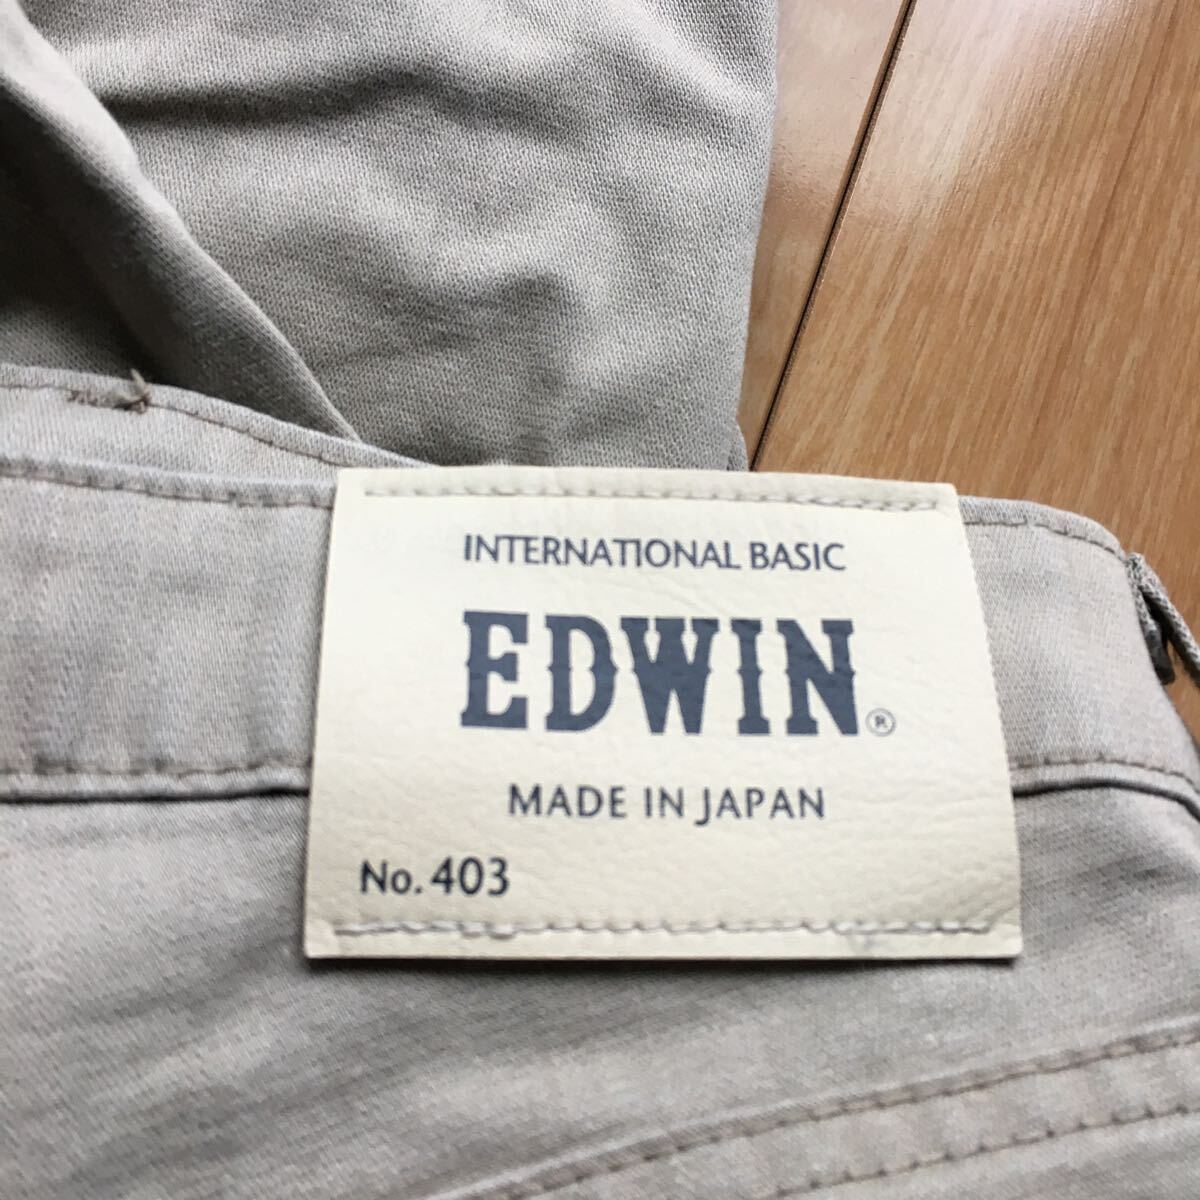 INTERNATIONAL BASIC
EDWIN®
MADE IN JAPAN
No. 403